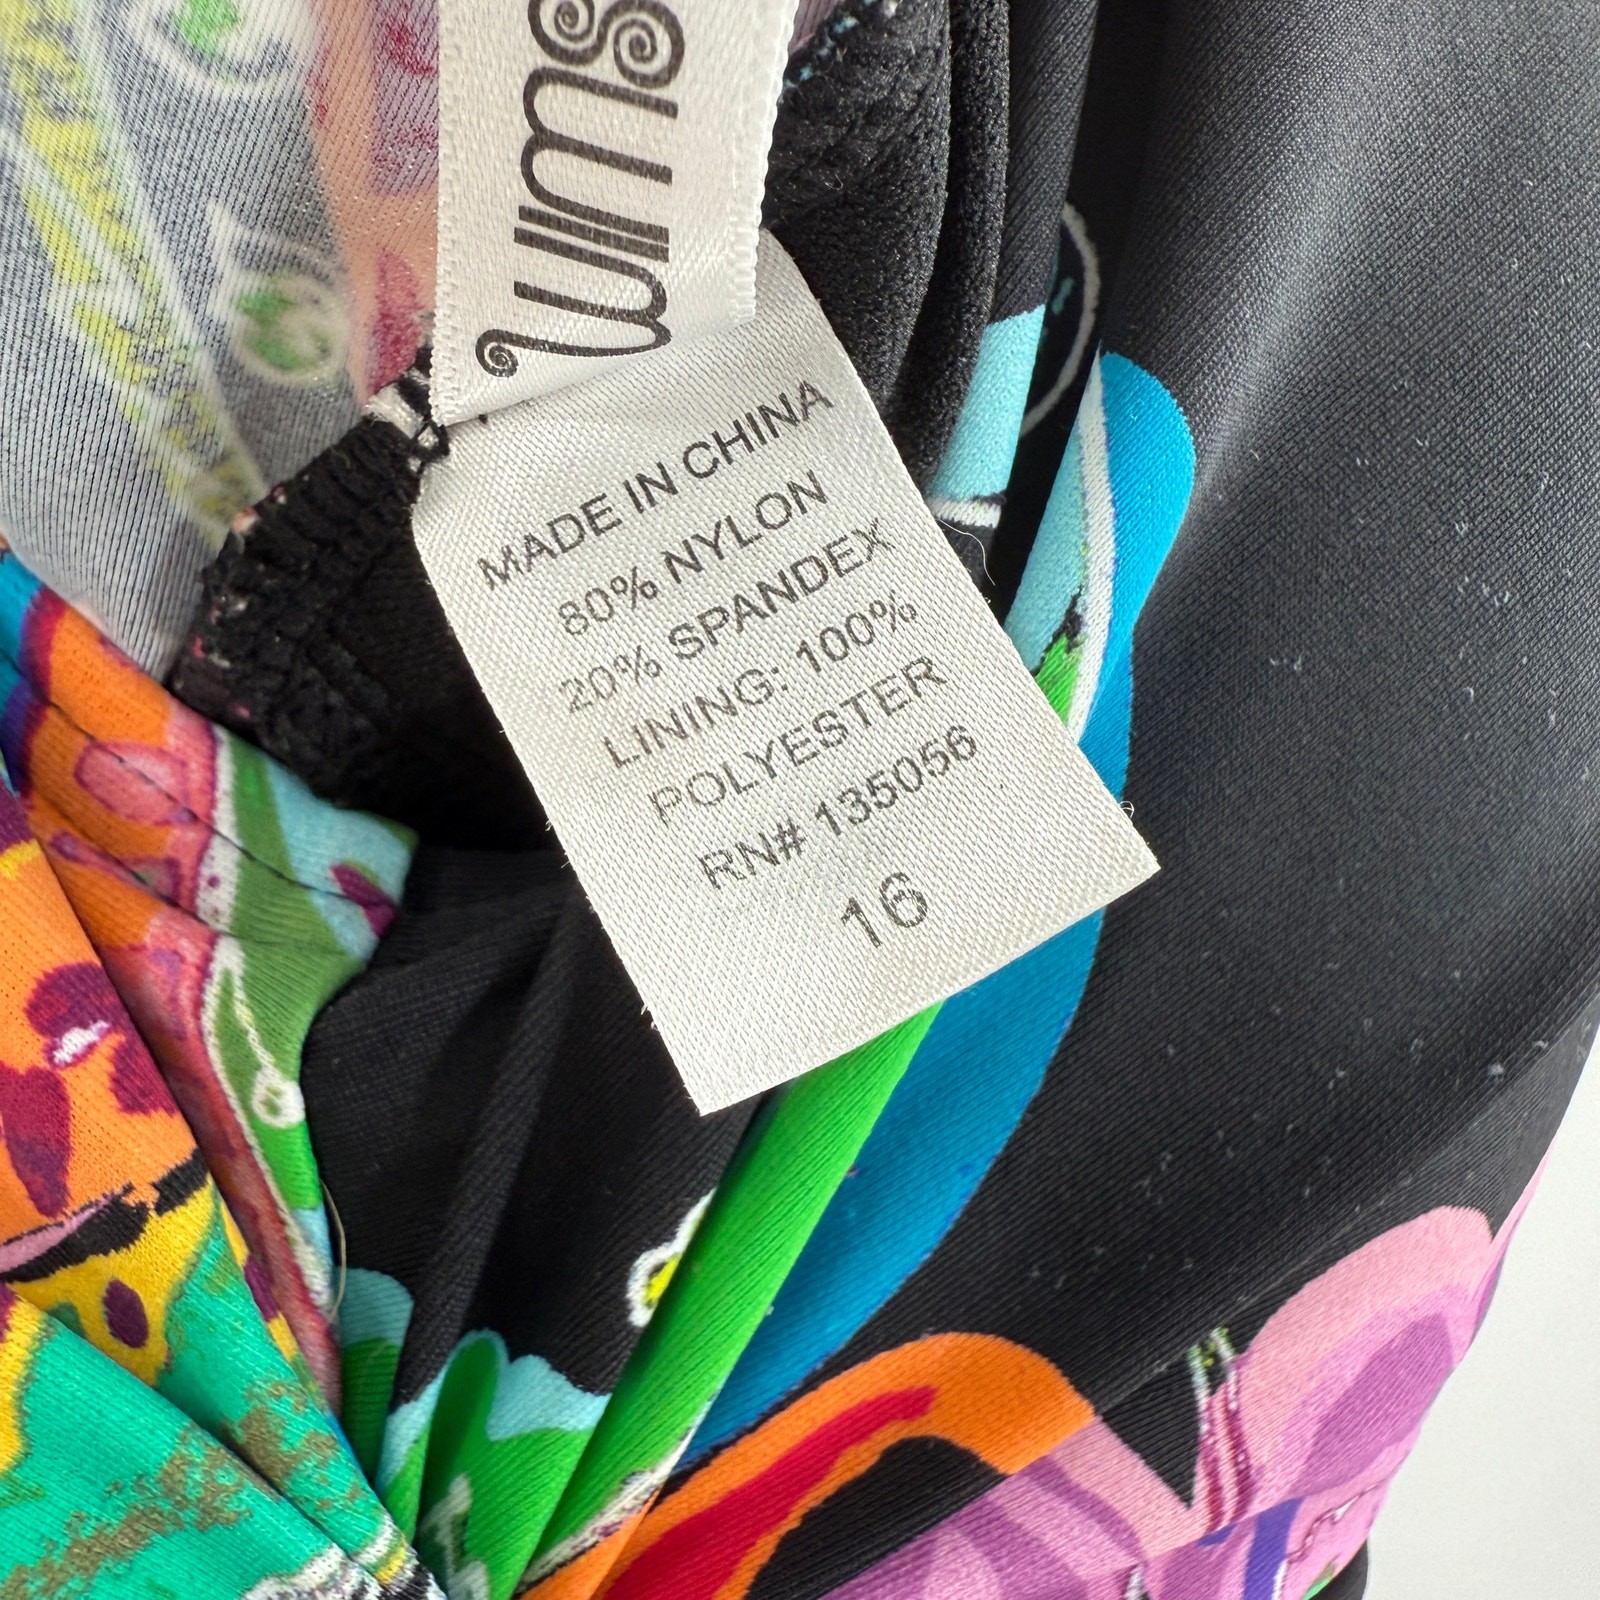 MADE IN CHINA
80% NYLON
20% SPANDEX
LINING: 100%
POLYESTER
RN# 135056
16